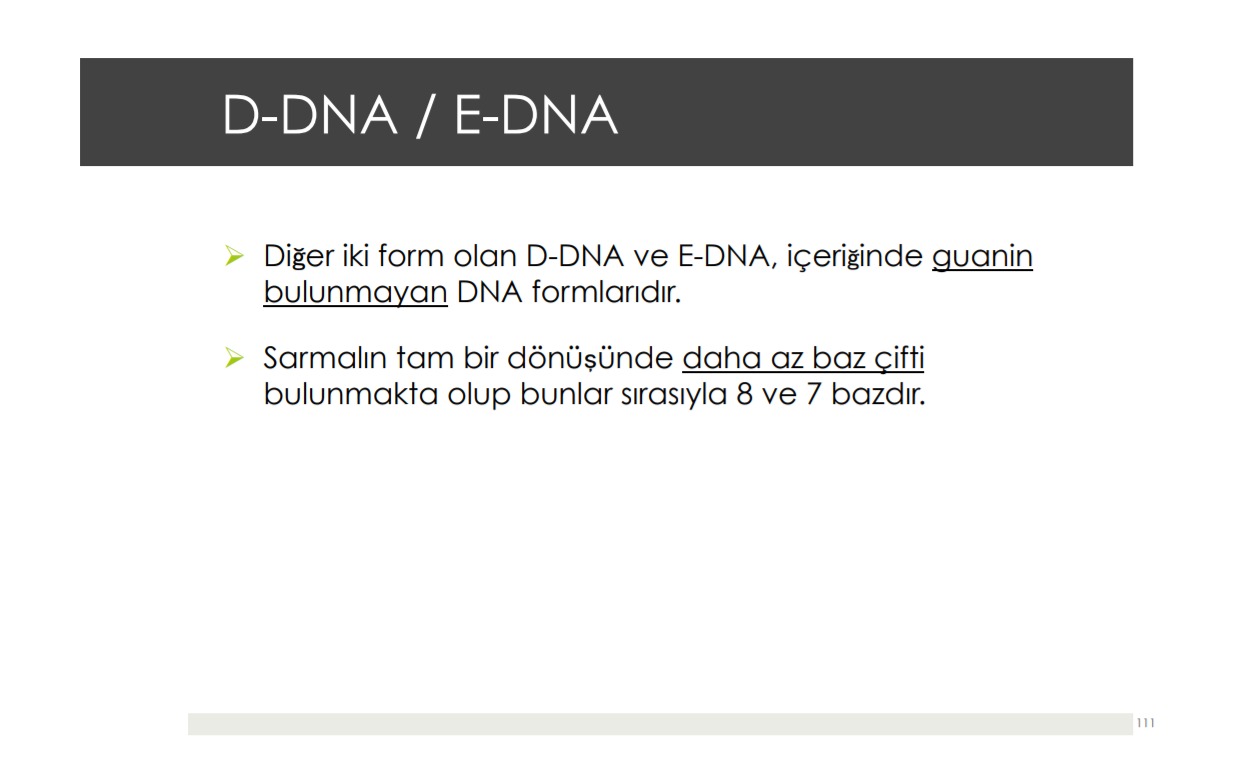 D-DNA / E-DNA
Diğer iki form olan D-DNA ve E-DNA, içeriğinde guanin
bulunmayan DNA formlarıdır.
Sarmalın tam bir dönüşünde daha az baz çifti
bulunmakta olup bunlar sırasıyla 8 ve 7 bazdır.
111